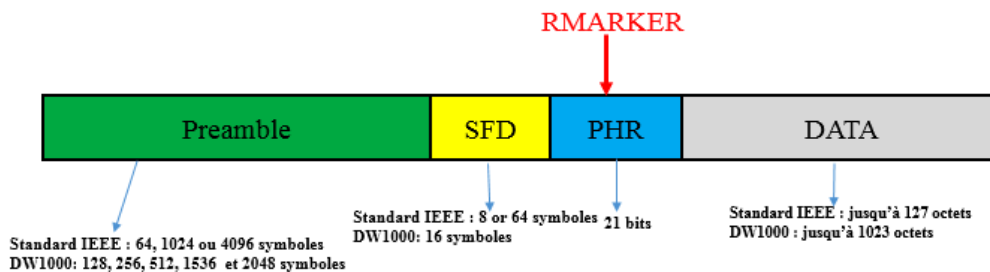 RMARKER
Preamble
SFD
PHR
DATA
Standard IEEE : 64, 1024 ou 4096 symboles
DW1000: 128, 256, 512, 1536 et 2048 symboles
Standard IEEE : 8 or 64 symboles
DW1000: 16 symboles
21 bits
Standard IEEE : jusqu'à 127 octets
DW1000 : jusqu'à 1023 octets